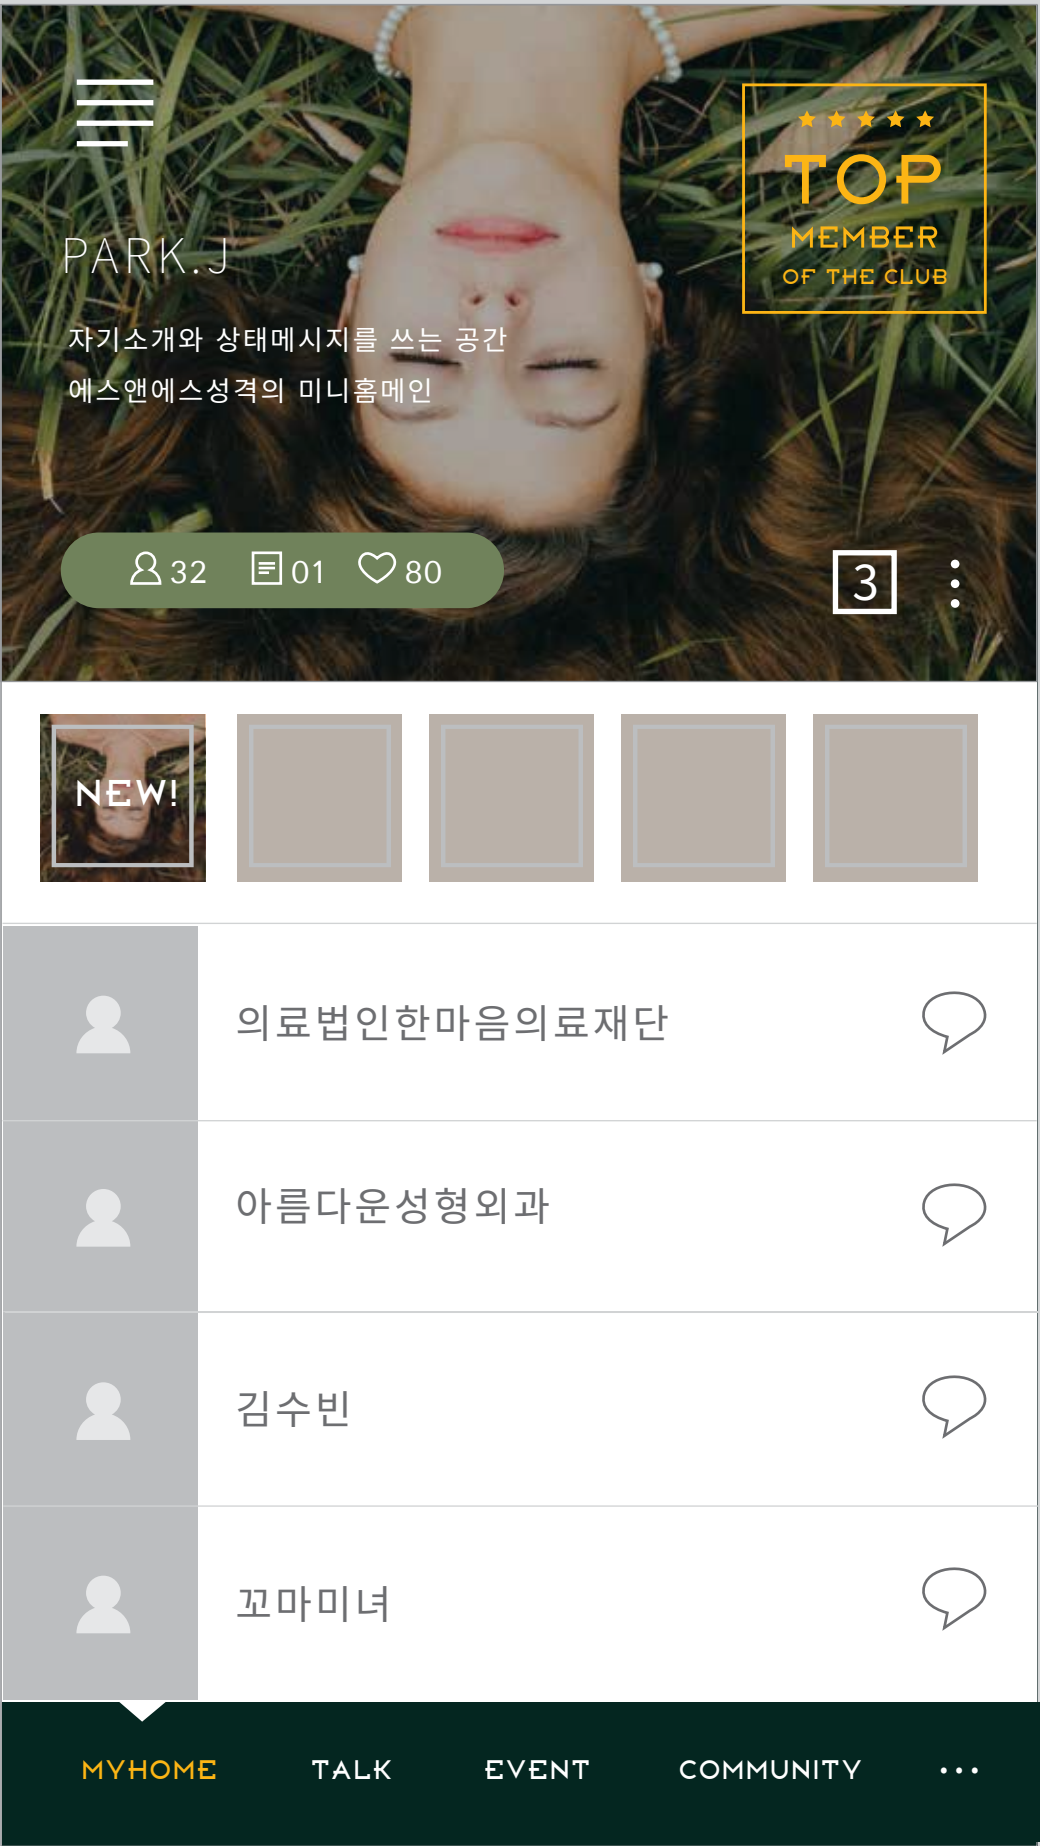 TOP
MEMBER
OF THE CLUB
PARK.J
자기소개와 상태메시지를 쓰는 공간
에스앤에스성격의 미니홈메인
32 01 80
3
NEW!
의료법인한마음의료재단
아름다운성형외과
김수빈
꼬마미녀
MYHOME TALK EVENT COMMUNITY ...